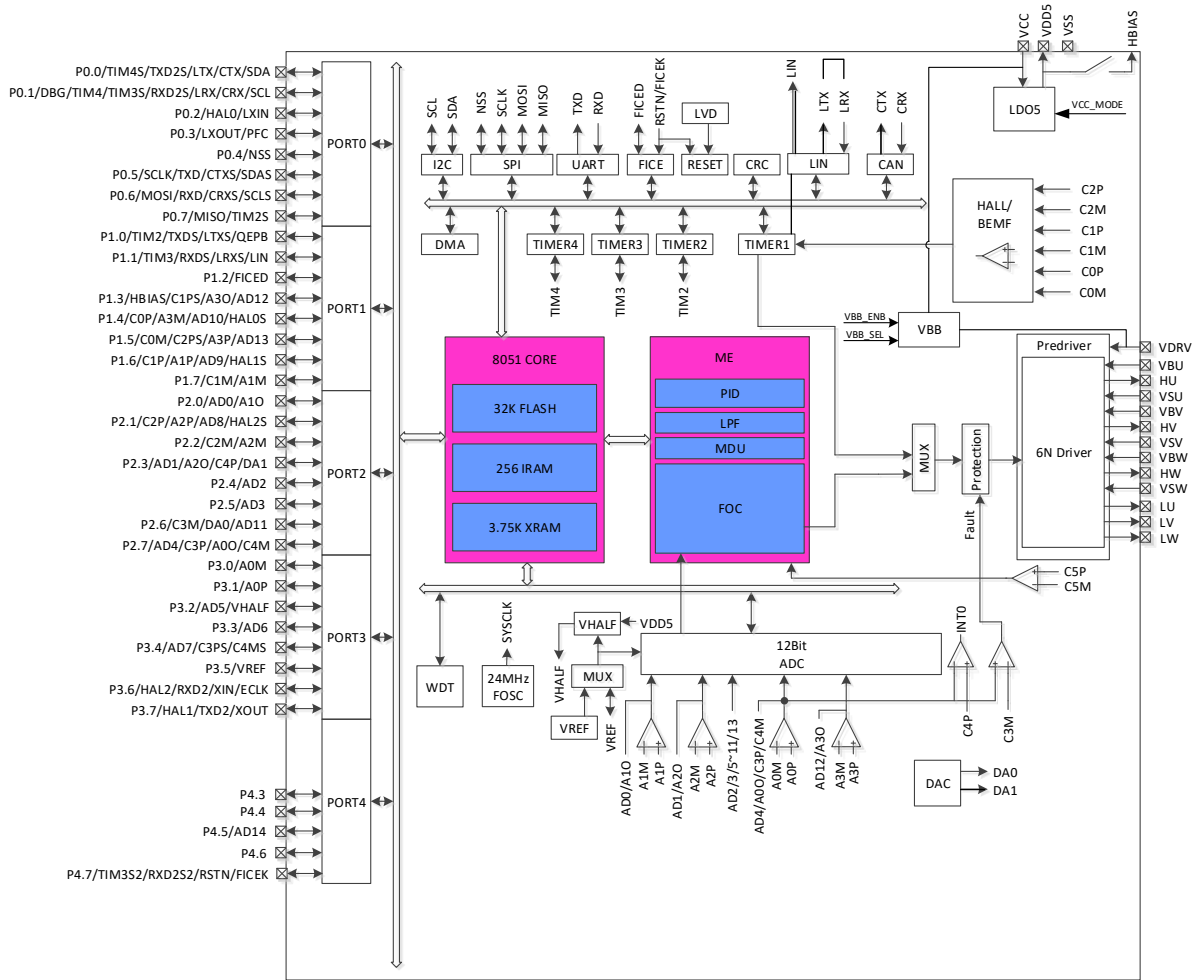 VCC
VDD5
VSS
HBIAS
P0.0/TIM4S/TXD2S/LTX/CTX/SDA
P0.1/DBG/TIM4/TIM3S/RXD2S/LRX/CRX/SCL
P0.2/HAL0/LXIN
P0.3/LXOUT/PFC
P0.4/NSS
P0.5/SCLK/TXD/CTXS/SDAS
P0.6/MOSI/RXD/CRXS/SCLS
P0.7/MISO/TIM2S
PORT0
P1.0/TIM2/TXDS/LTXS/QEPB
P1.1/TIM3/RXDS/LRXS/LIN
P1.2/FICED
P1.3/HBIAS/C1PS/A3O/AD12
P1.4/C0P/A3M/AD10/HAL0S
P1.5/C0M/C2PS/A3P/AD13
P1.6/C1P/A1P/AD9/HAL1S
P1.7/C1M/A1M
PORT1
P2.0/AD0/A1O
P2.1/C2P/A2P/AD8/HAL2S
P2.2/C2M/A2M
P2.3/AD1/A2O/C4P/DA1
P2.4/AD2
P2.5/AD3
P2.6/C3M/DA0/AD11
P2.7/AD4/C3P/A0O/C4M
PORT2
P3.0/A0M
P3.1/A0P
P3.2/AD5/VHALF
P3.3/AD6
P3.4/AD7/C3PS/C4MS
P3.5/VREF
P3.6/HAL2/RXD2/XIN/ECLK
P3.7/HAL1/TXD2/XOUT
PORT3
P4.3
P4.4
P4.5/AD14
P4.6
P4.7/TIM3S2/RXD2S2/RSTN/FICEK
PORT4
SCL
SDA
NSS
SCLK
MOSI
MISO
TXD
RXD
FICED
RSTN/FICEK
LVD
LIN
LTX
LRX
CTX
CRX
I2C
SPI
UART
FICE
RESET
CRC
LIN
CAN
DMA
TIMER4
TIMER3
TIMER2
TIMER1
TIM4
TIM3
TIM2
LDO5
VCC_MODE
HALL/
BEMF
C2P
C2M
C1P
C1M
C0P
C0M
VBB_ENB
VBB_SEL
VBB
8051 CORE
32K FLASH
256 IRAM
3.75K XRAM
ME
PID
LPF
MDU
FOC
MUX
Protection
Fault
Predriver
6N Driver
VDRV
VBU
HU
VSU
VBV
HV
VSV
VBW
HW
VSW
LU
LV
LW
C5P
C5M
WDT
SYSCLK
24MHz
FOSC
VHALF
VDD5
VHALF
MUX
VREF
VREF
12Bit
ADC
AD0/A1O
A1M
A1P
AD1/A2O
A2M
A2P
AD2/3/5~11/13
AD4/A0O/C3P/C4M
A0M
A0P
AD12/A3O
A3M
A3P
INT0
C4P
C3M
DAC
DA0
DA1